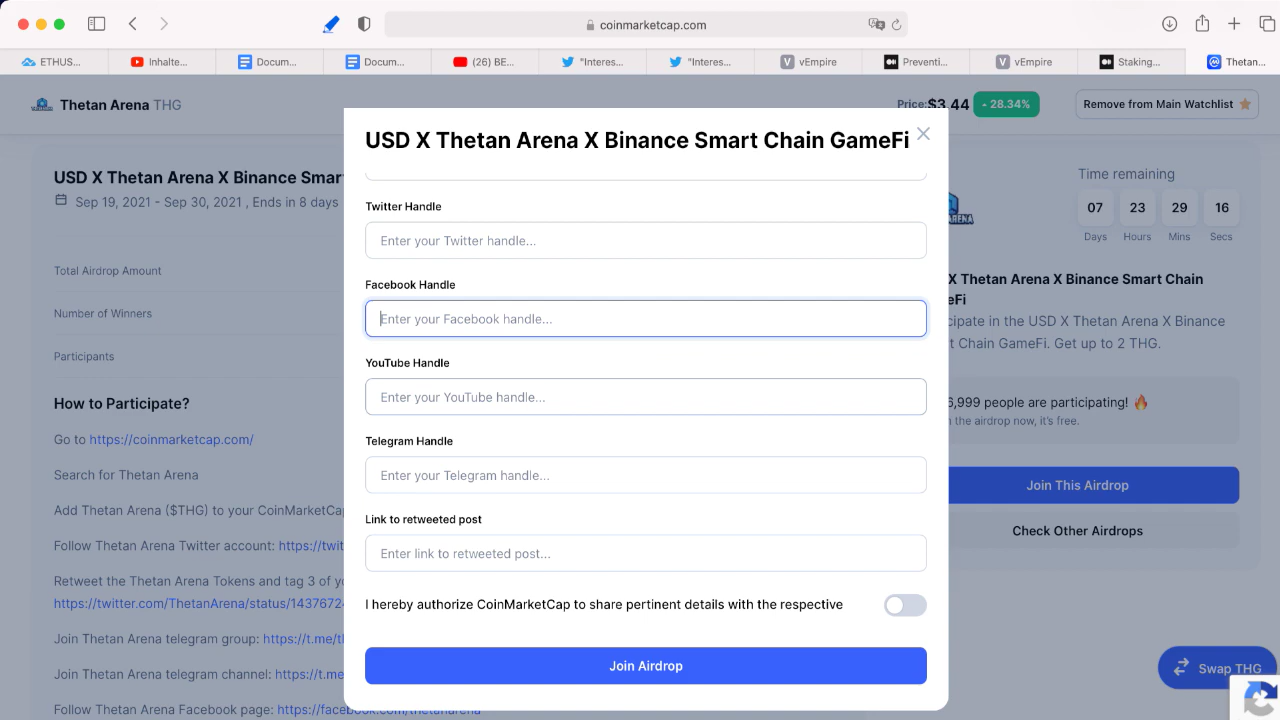 coinmarketcap.com
ETHUS...
Inhalte...
Docum...
Docum...
(26) BE...
"Interes...
"Interes...
vEmpire
Preventi...
vEmpire
Staking...
Thetan...
Thetan Arena THG
Price:$3.44
28.34%
Remove from Main Watchlist
USD X Thetan Arena X Binance Smar
Sep 19, 2021 - Sep 30, 2021 , Ends in 8 days
Total Airdrop Amount
Number of Winners
Participants
How to Participate?
Go to https://coinmarketcap.com/
Search for Thetan Arena
Add Thetan Arena ($THG) to your CoinMarketCap
Follow Thetan Arena Twitter account: https://twit
Retweet the Thetan Arena Tokens and tag 3 of yo
https://twitter.com/ThetanArena/status/1437672
Join Thetan Arena telegram group: https://t.me/th
Join Thetan Arena telegram channel: https://t.me
Follow Thetan Arena Facebook page: https://facebook.com/thetanarena
USD X Thetan Arena X Binance Smart Chain GameFi
Twitter Handle
Enter your Twitter handle...
Facebook Handle
Enter your Facebook handle...
YouTube Handle
Enter your YouTube handle...
Telegram Handle
Enter your Telegram handle...
Link to retweeted post
Enter link to retweeted post...
I hereby authorize CoinMarketCap to share pertinent details with the respective
Join Airdrop
ARENA
Time remaining
07
23
29
16
Days
Hours
Mins
Secs
X Thetan Arena X Binance Smart Chain
eFi
cipate in the USD X Thetan Arena X Binance
t Chain GameFi. Get up to 2 THG.
6,999 people are participating!
n the airdrop now, it's free.
Join This Airdrop
Check Other Airdrops
Swap THG